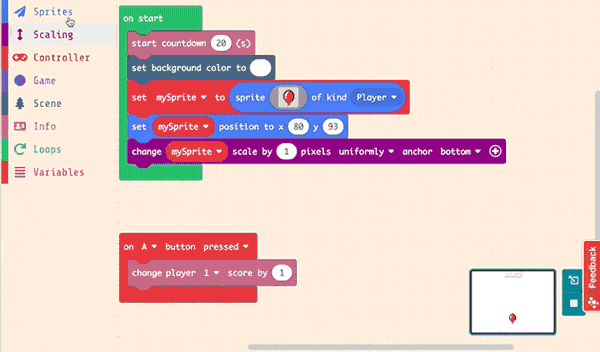 Sprites
Scaling
Controller
Game
Scene
Info
Loops
Variables
on start
start countdown 20 (s)
set background color to
set mySprite to sprite of kind Player
set mySprite position to x 80 y 93
change mySprite scale by 1 pixels uniformly anchor bottom
on A button pressed
change player 1 score by 1
Feedback